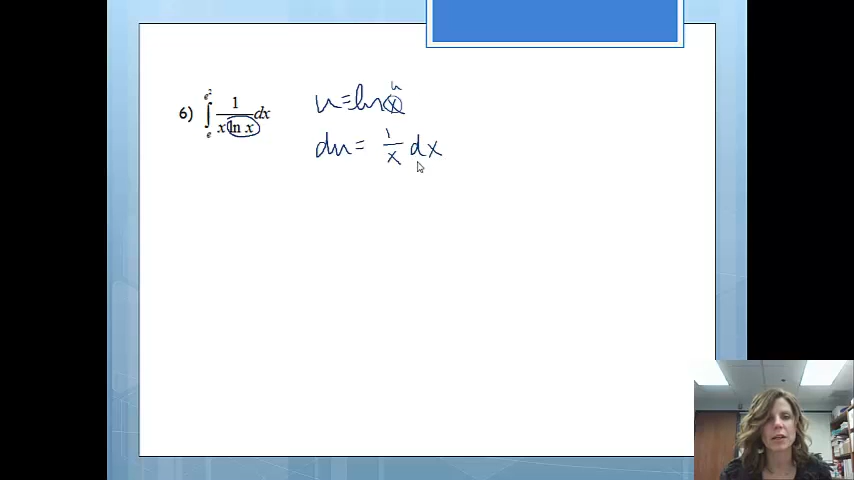 6) ∫_e^{e²} 1/(x ln x) dx
u = ln x u
du = 1/x dx